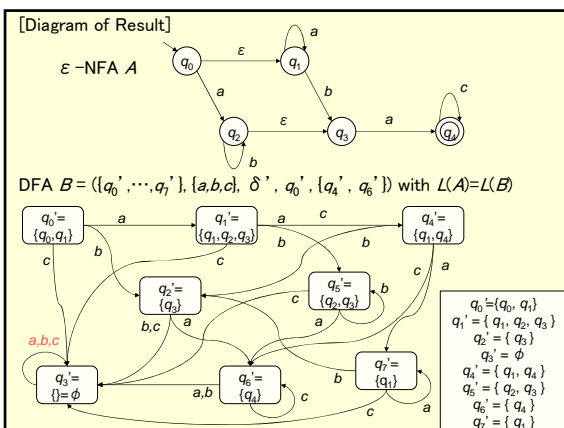 [Diagram of Result]
ε-NFA A
q0
ε
q1
a
a
b
c
q2
ε
q3
a
q4
b
DFA B = ({q0',…,q7'}, {a,b,c}, δ', q0', {q4', q6'}) with L(A)=L(B)
q0'=
{q0,q1}
a
q1'=
{q1,q2,q3}
a
c
q4'=
{q1,q4}
b
b
b
c
c
c
a
q2'=
{q3}
q5'=
{q2,q3}
b
c
b,c
a
a
a,b,c
q3'=
{}=ϕ
a,b
q6'=
{q4}
c
b
q7'=
{q1}
a
c
q0'={q0, q1}
q1'= { q1, q2, q3 }
q2'= { q3 }
q3'= ϕ
q4'= { q1, q4 }
q5'= { q2, q3 }
q6'= { q4 }
q7'= { q1 }